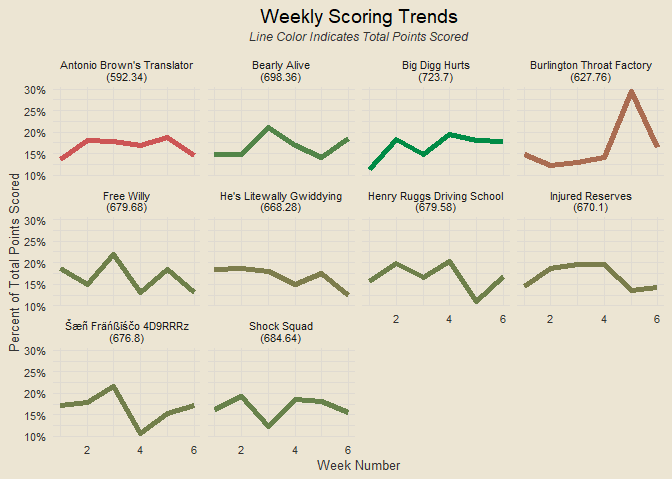 Weekly Scoring Trends
Line Color Indicates Total Points Scored
Antonio Brown's Translator
(592.34)
Bearly Alive
(698.36)
Big Digg Hurts
(723.7)
Burlington Throat Factory
(627.76)
30%
25%
20%
15%
10%
Free Willy
(679.68)
He's Litewally Gwiddying
(668.28)
Henry Ruggs Driving School
(679.58)
Injured Reserves
(670.1)
30%
25%
20%
15%
10%
2 4 6
2 4 6
Šæñ Fráńßïščo 4D9RRRz
(676.8)
Shock Squad
(684.64)
30%
25%
20%
15%
10%
2 4 6
2 4 6
Week Number
Percent of Total Points Scored